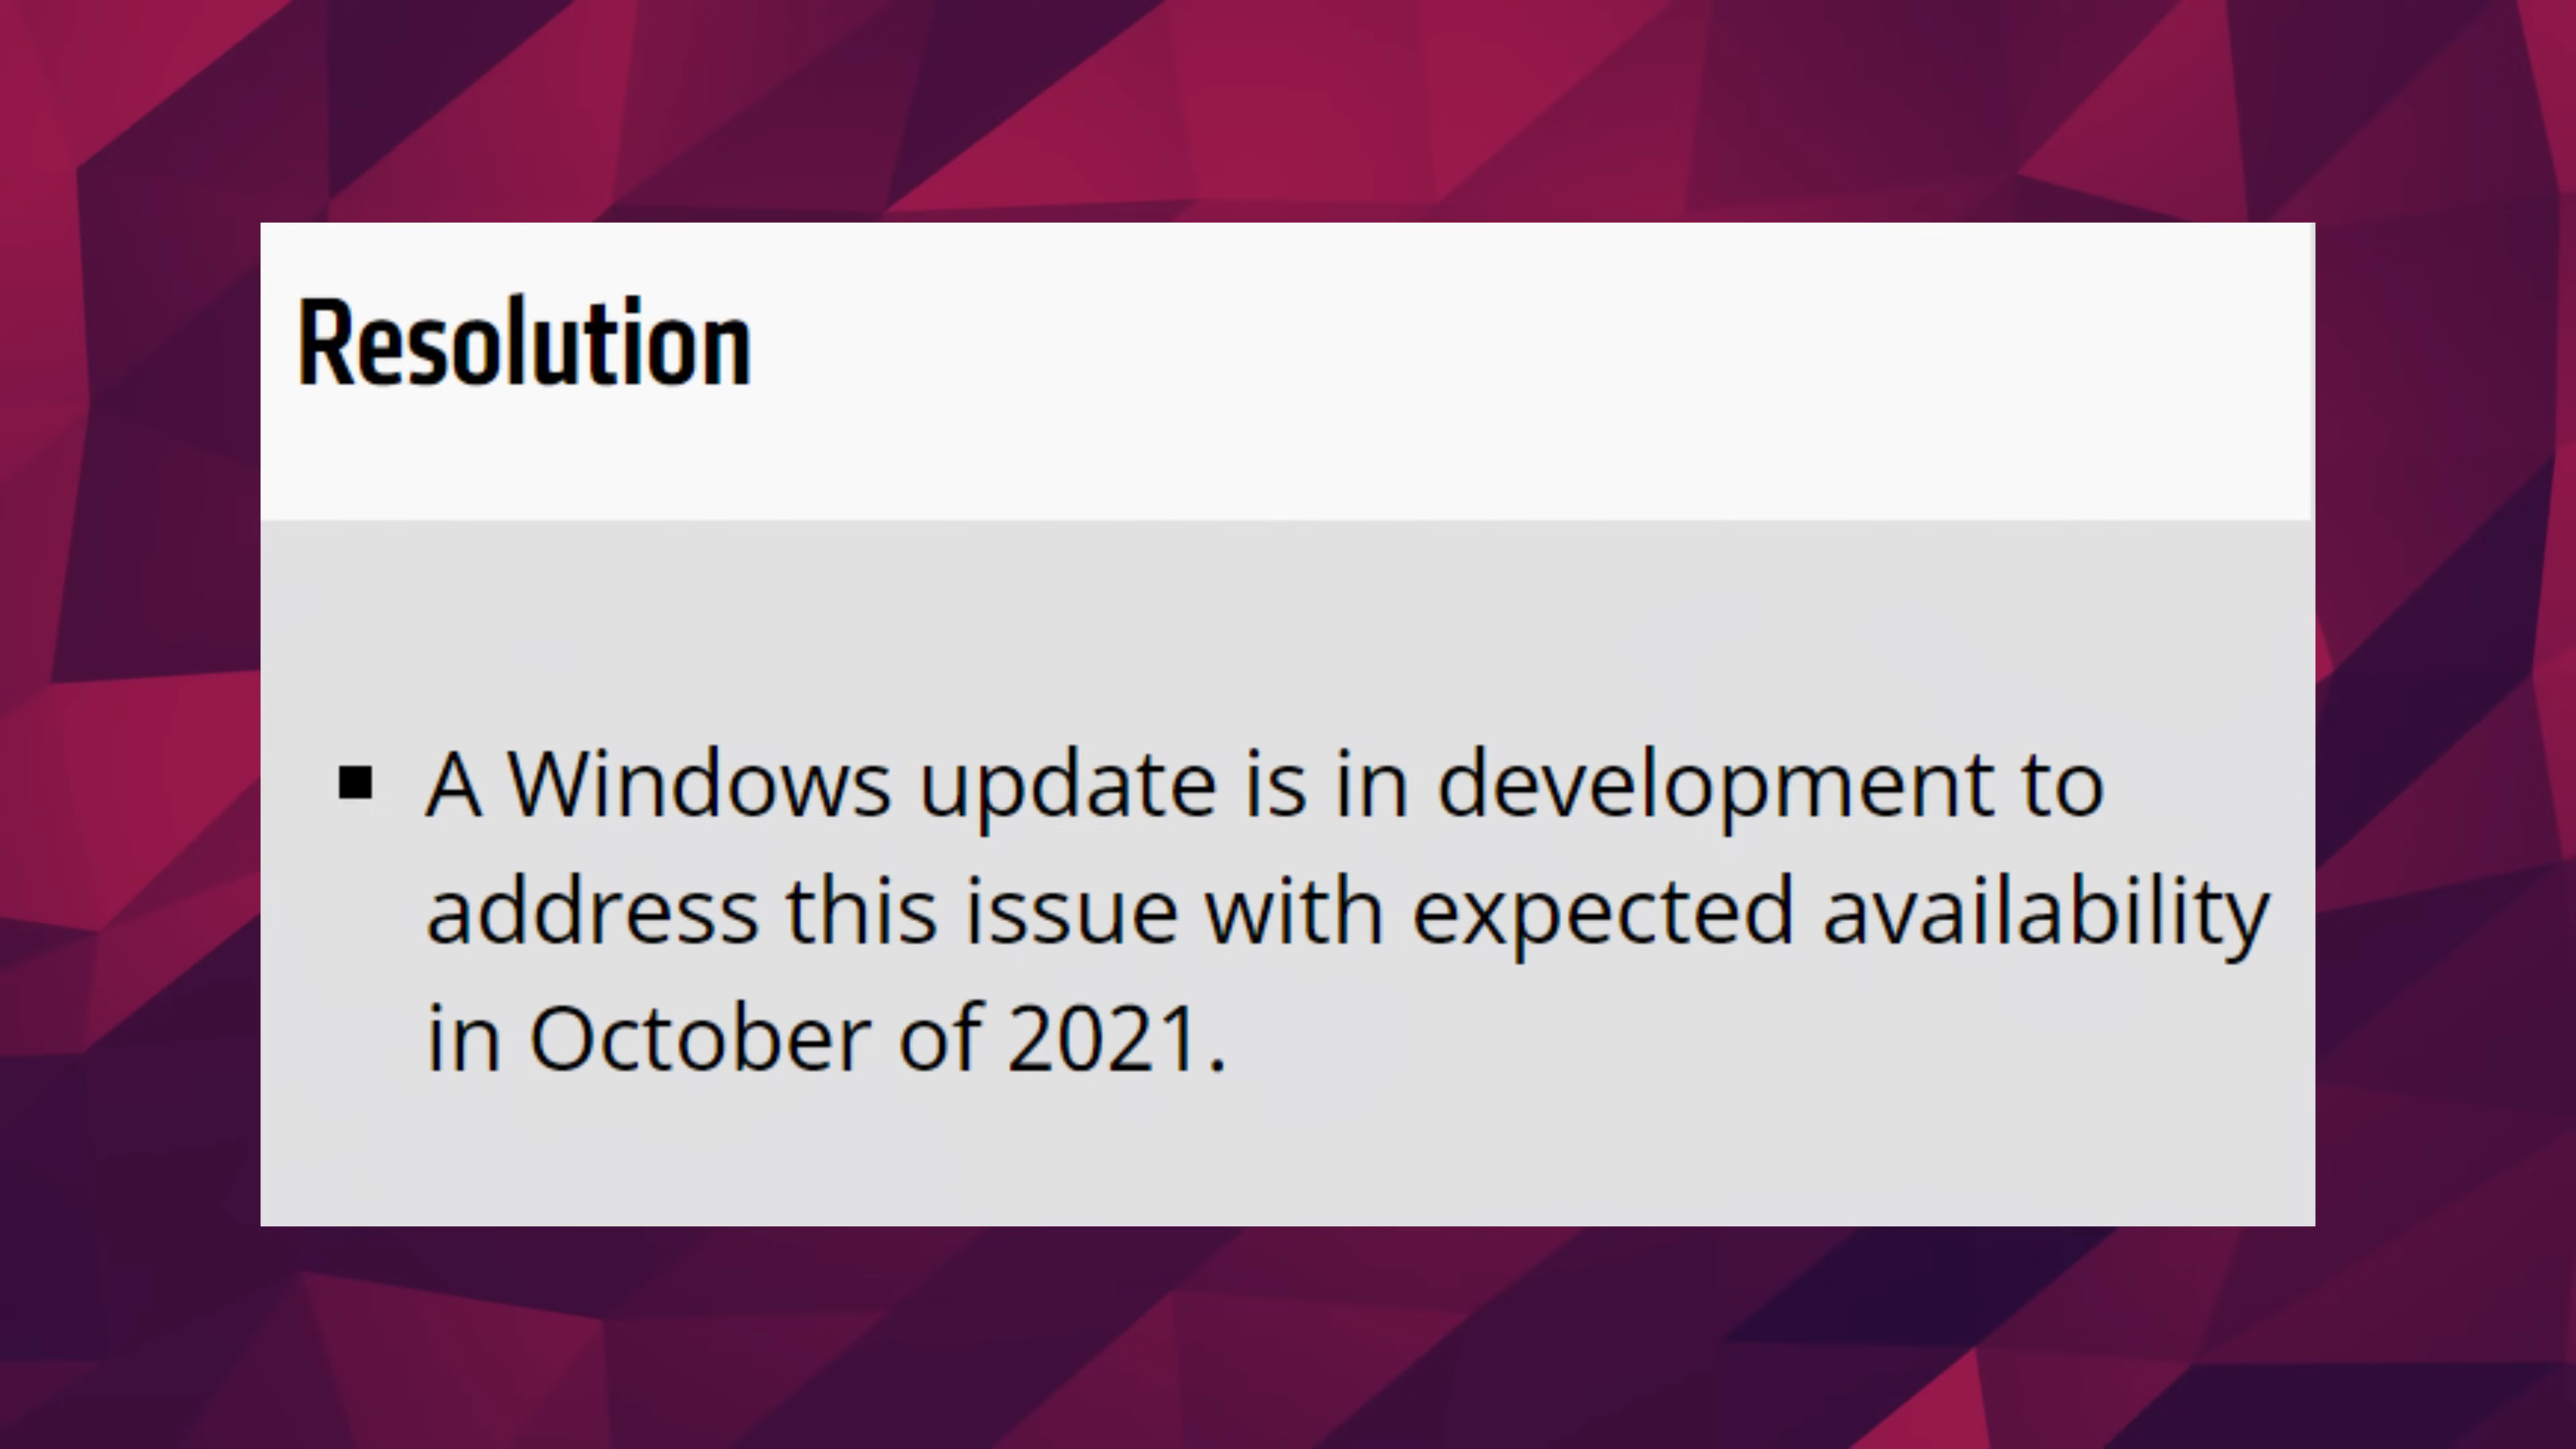 Resolution
▪ A Windows update is in development to
address this issue with expected availability
in October of 2021.